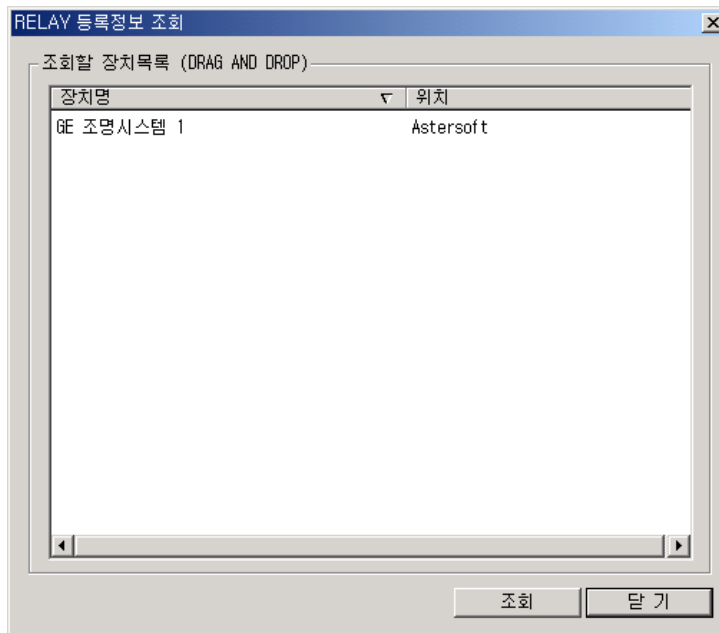 RELAY 등록정보 조회
조회할 장치목록 (DRAG AND DROP)
장치명 위치
GE 조명시스템 1 Astersoft
조회 닫 기